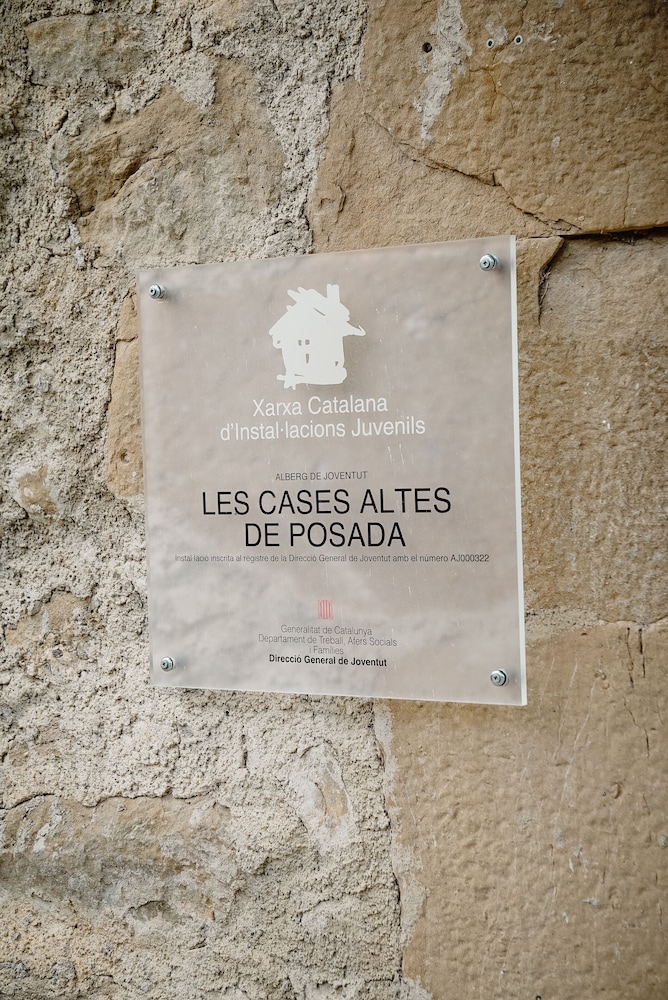 Xarxa Catalana
d'Instal·lacions Juvenils
ALBERG DE JOVENTUT
LES CASES ALTES
DE POSADA
Instal·lació inscrita al registre de la Direcció General de Joventut amb el número AJ000322
Generalitat de Catalunya
Departament de Treball, Afers Socials
i Famílies
Direcció General de Joventut